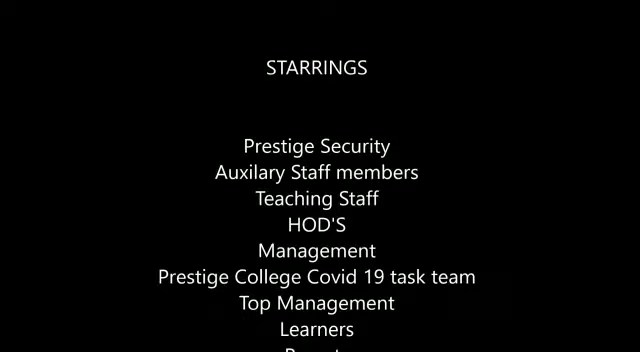 STARRINGS
Prestige Security
Auxilary Staff members
Teaching Staff
HOD'S
Management
Prestige College Covid 19 task team
Top Management
Learners